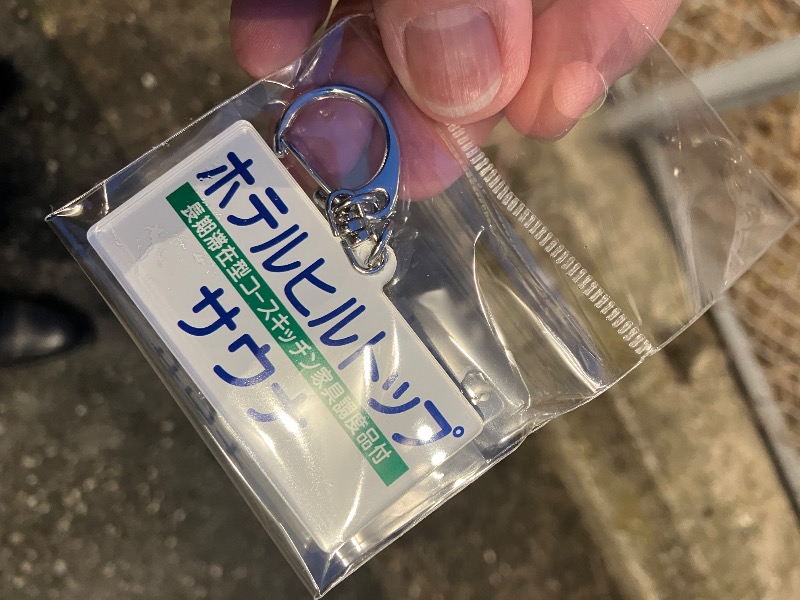 ホテルヒルトップ
長期滞在型コースキッチン家具調度品付
サウナ